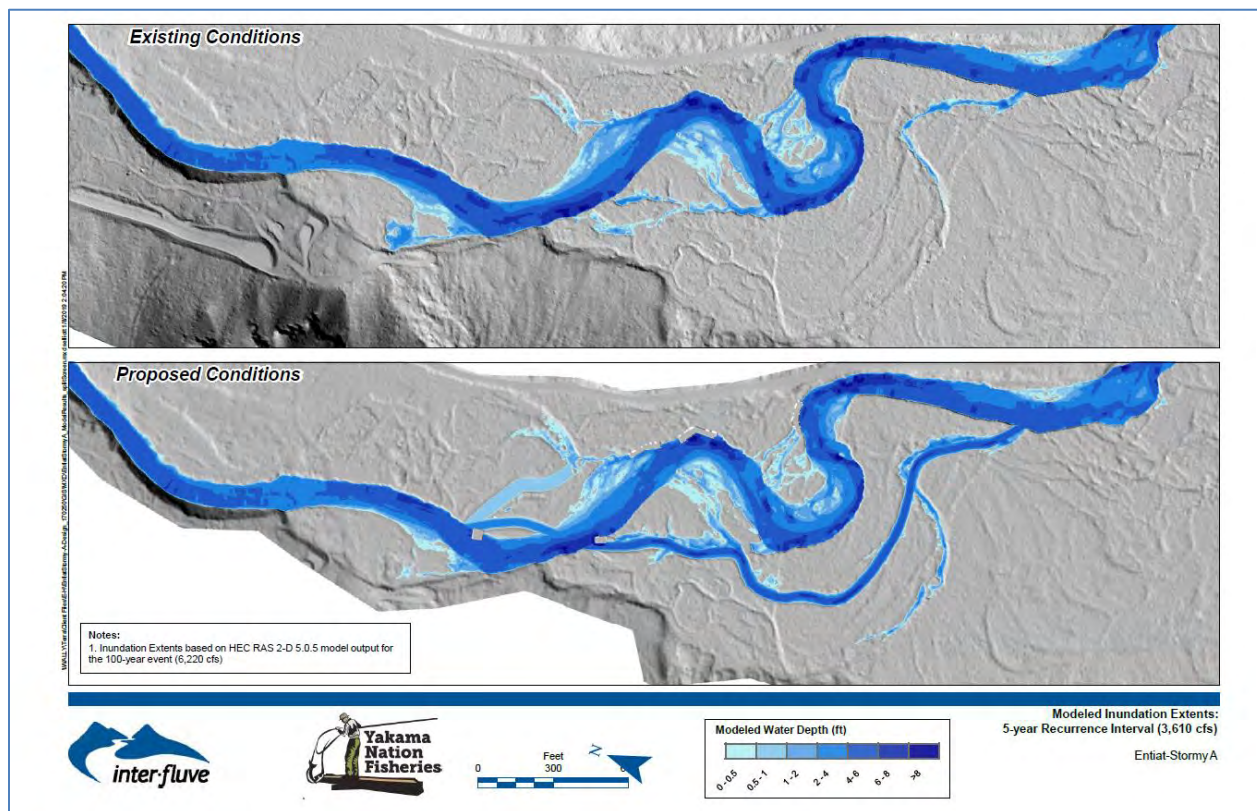 Existing Conditions
Proposed Conditions
Notes:
1. Inundation Extents based on HEC RAS 2-D 5.0.5 model output for
the 100-year event (6,220 cfs)
inter·fluve
Yakama
Nation
Fisheries
Feet
0 300
N
Modeled Water Depth (ft)
0 - 0.5 0.5 - 1 1 - 2 2 - 4 4-6 6 - 8 >8
Modeled Inundation Extents:
5-year Recurrence Interval (3,610 cfs)
Entiat-Stormy A